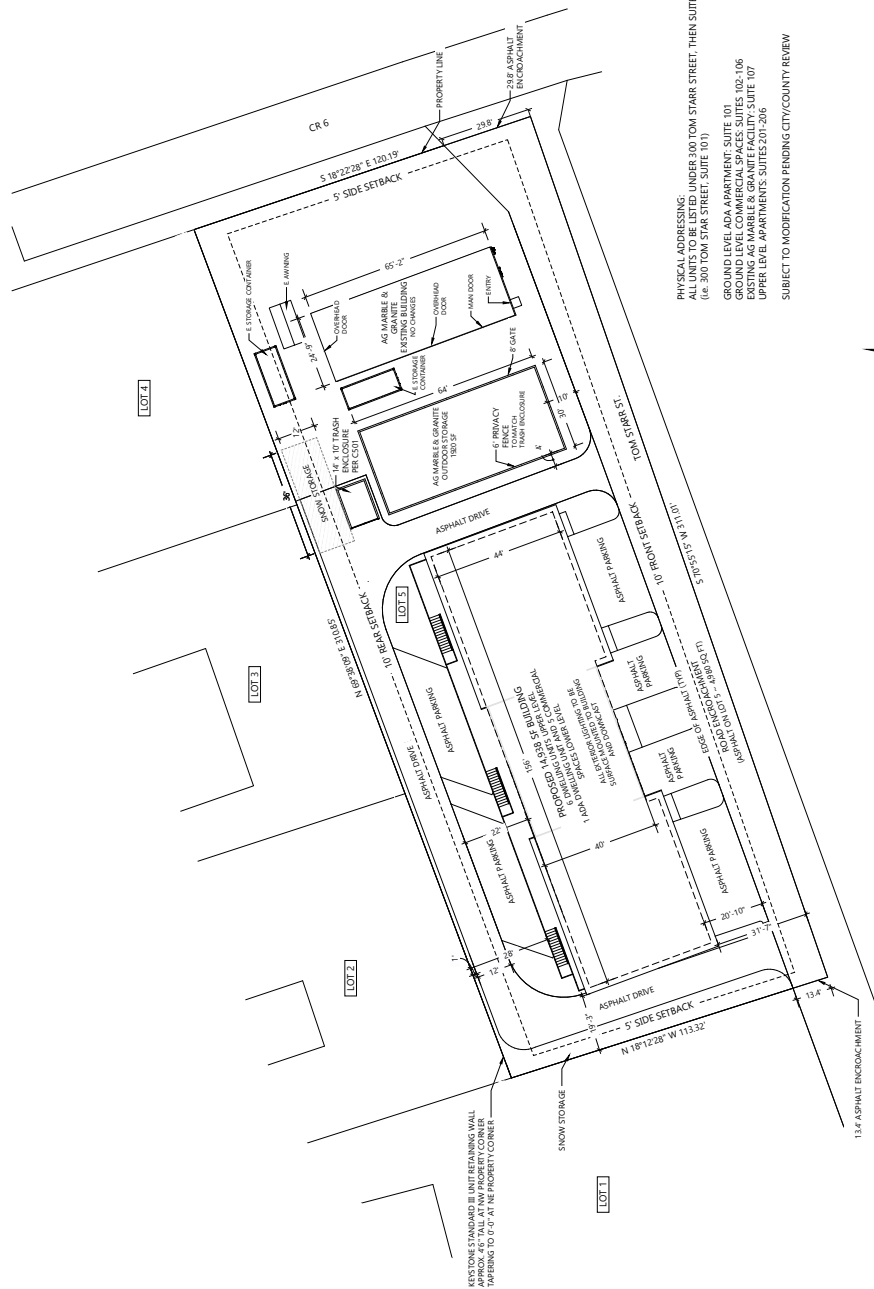 CR 6
PROPERTY LINE
29.8' ASPHALT
ENCROACHMENT
29.8'
S 18°22'28" E 120.19'
5' SIDE SETBACK
E. STORAGE CONTAINER
E. AWNING
65'-2"
24'-9"
OVERHEAD
DOOR
AG MARBLE &
GRANITE
EXISTING BUILDING
NO CHANGES
OVERHEAD
DOOR
MAN DOOR
ENTRY
E. STORAGE
CONTAINER
8' GATE
64'
AG MARBLE & GRANITE
OUTDOOR STORAGE
1920 SF
6' PRIVACY
FENCE
TO MATCH
TRASH ENCLOSURE
4'
30'
10'
12'
36'
SNOW STORAGE
14' x 10' TRASH
ENCLOSURE
PER CS01
LOT 4
LOT 3
LOT 2
LOT 1
LOT 5
N 69°38'09" E 310.85'
10' REAR SETBACK
ASPHALT DRIVE
ASPHALT DRIVE
ASPHALT PARKING
ASPHALT PARKING
44'
156'
PROPOSED 14,938 SF BUILDING
6 DWELLING UNITS UPPER LEVEL
1 ADA DWELLING UNIT AND 5 COMMERCIAL
SPACES LOWER LEVEL
ALL EXTERIOR LIGHTING TO BE
SURFACE MOUNTED TO BUILDING
AND DOWNCAST
22'
40'
28'
12'
1'
ASPHALT PARKING
ASPHALT
PARKING
ASPHALT
PARKING
ASPHALT PARKING
TOM STARR ST.
10' FRONT SETBACK
S 70°55'15" W 311.01'
EDGE OF ASPHALT (TYP)
ROAD ENCROACHMENT
(ASPHALT ON LOT 5 – 4,980 SQ. FT)
20'-10"
31'-7"
13.4'
ASPHALT DRIVE
19'-3"
5' SIDE SETBACK
N 18°12'28" W 113.32'
SNOW STORAGE
13.4' ASPHALT ENCROACHMENT
KEYSTONE STANDARD III UNIT RETAINING WALL
APPROX. 4'6" TALL AT NW PROPERTY CORNER
TAPERING TO 0'-0" AT NE PROPERTY CORNER
PHYSICAL ADDRESSING:
ALL UNITS TO BE LISTED UNDER 300 TOM STARR STREET, THEN SUITE
(i.e. 300 TOM STAR STREET, SUITE 101)
GROUND LEVEL ADA APARTMENT: SUITE 101
GROUND LEVEL COMMERCIAL SPACES: SUITES 102-106
EXISTING AG MARBLE & GRANITE FACILITY: SUITE 107
UPPER LEVEL APARTMENTS: SUITES 201-206
SUBJECT TO MODIFICATION PENDING CITY/COUNTY REVIEW